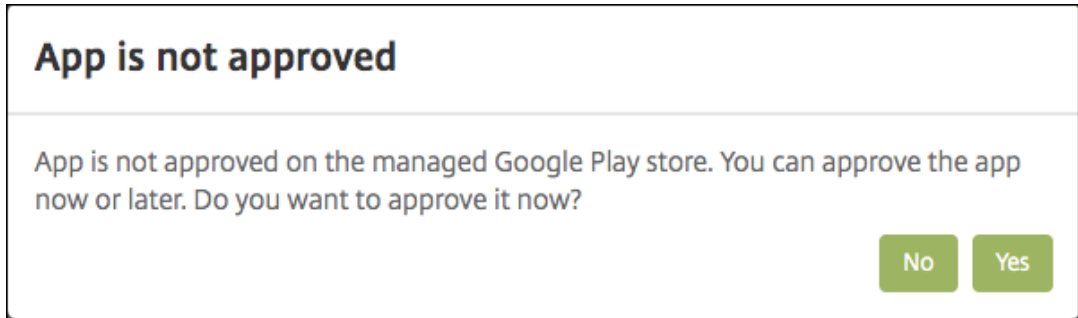 App is not approved
App is not approved on the managed Google Play store. You can approve the app
now or later. Do you want to approve it now?
No
Yes